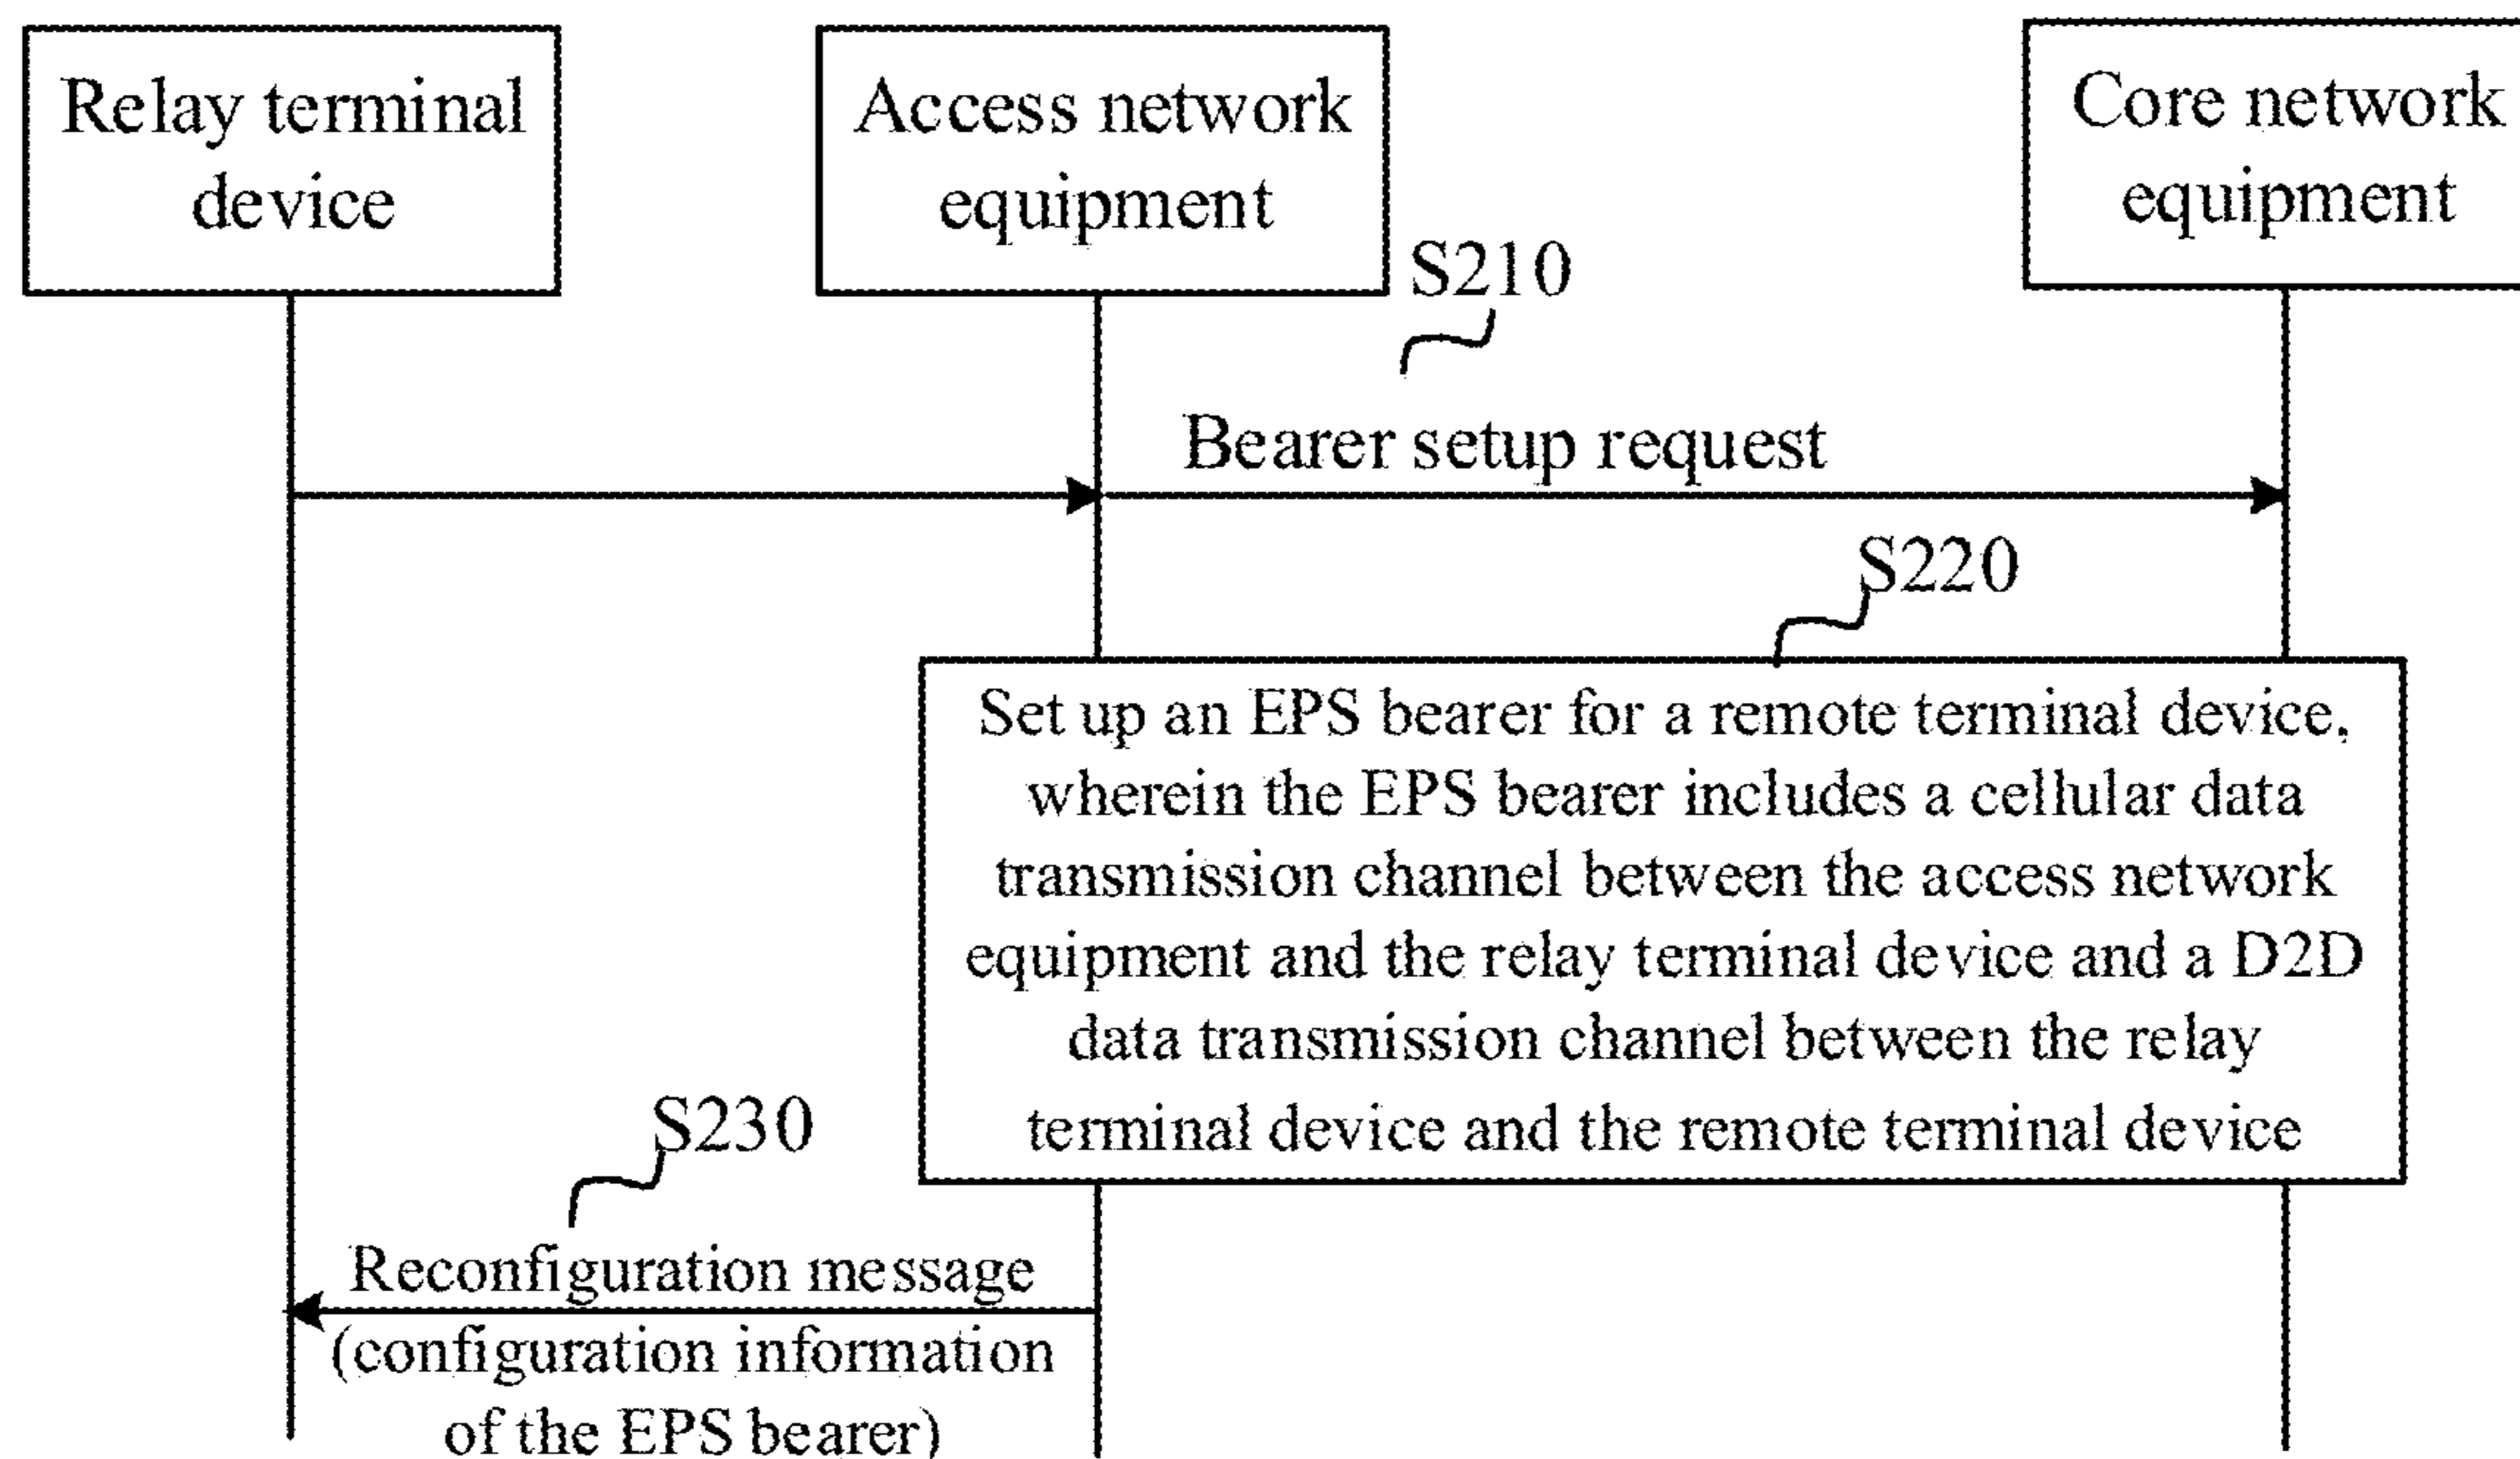 Relay terminal
device
Access network
equipment
Core network
equipment
S210
Bearer setup request
S220
Set up an EPS bearer for a remote terminal device,
wherein the EPS bearer includes a cellular data
transmission channel between the access network
equipment and the relay terminal device and a D2D
data transmission channel between the relay
terminal device and the remote terminal device
S230
Reconfiguration message
(configuration information
of the EPS bearer)